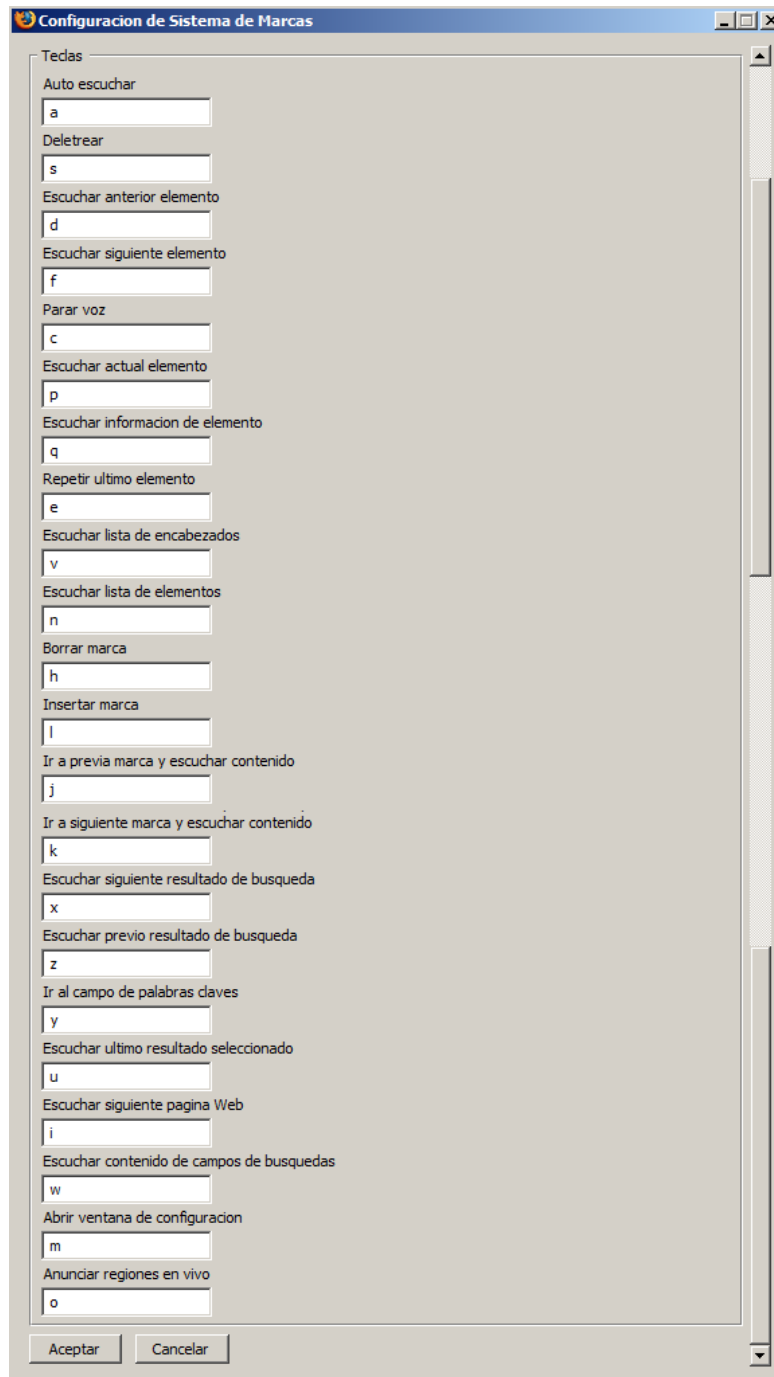 Configuracion de Sistema de Marcas
Teclas
Auto escuchar
a
Deletrear
s
Escuchar anterior elemento
d
Escuchar siguiente elemento
f
Parar voz
c
Escuchar actual elemento
p
Escuchar informacion de elemento
q
Repetir ultimo elemento
e
Escuchar lista de encabezados
v
Escuchar lista de elementos
n
Borrar marca
h
Insertar marca
l
Ir a previa marca y escuchar contenido
j
Ir a siguiente marca y escuchar contenido
k
Escuchar siguiente resultado de busqueda
x
Escuchar previo resultado de busqueda
z
Ir al campo de palabras claves
y
Escuchar ultimo resultado seleccionado
u
Escuchar siguiente pagina Web
i
Escuchar contenido de campos de busquedas
w
Abrir ventana de configuracion
m
Anunciar regiones en vivo
o
Aceptar Cancelar